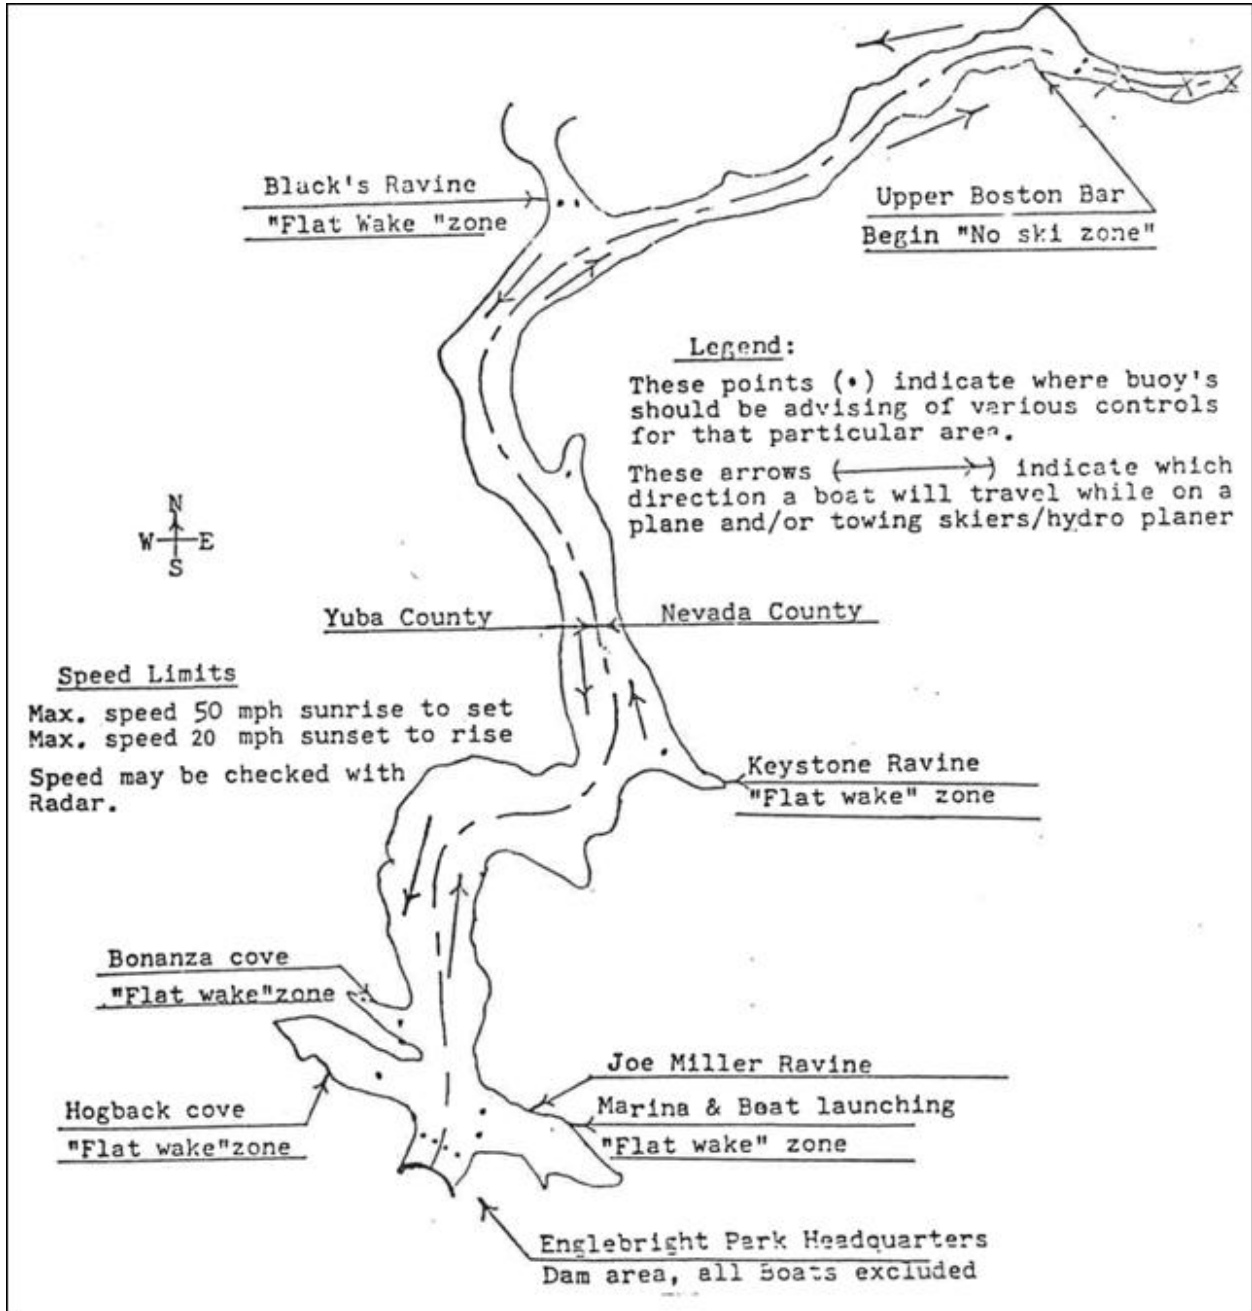 Black's Ravine
"Flat Wake "zone
Upper Boston Bar
Begin "No ski zone"
Legend:
These points (•) indicate where buoy's
should be advising of various controls
for that particular area.
These arrows (⟶) indicate which
direction a boat will travel while on a
plane and/or towing skiers/hydro planer
N
W E
S
Yuba County
Nevada County
Speed Limits
Max. speed 50 mph sunrise to set
Max. speed 20 mph sunset to rise
Speed may be checked with
Radar.
Keystone Ravine
"Flat wake" zone
Bonanza cove
"Flat wake"zone
Joe Miller Ravine
Marina & Boat launching
"Flat wake" zone
Hogback cove
"Flat wake"zone
Englebright Park Headquarters
Dam area, all Boats excluded